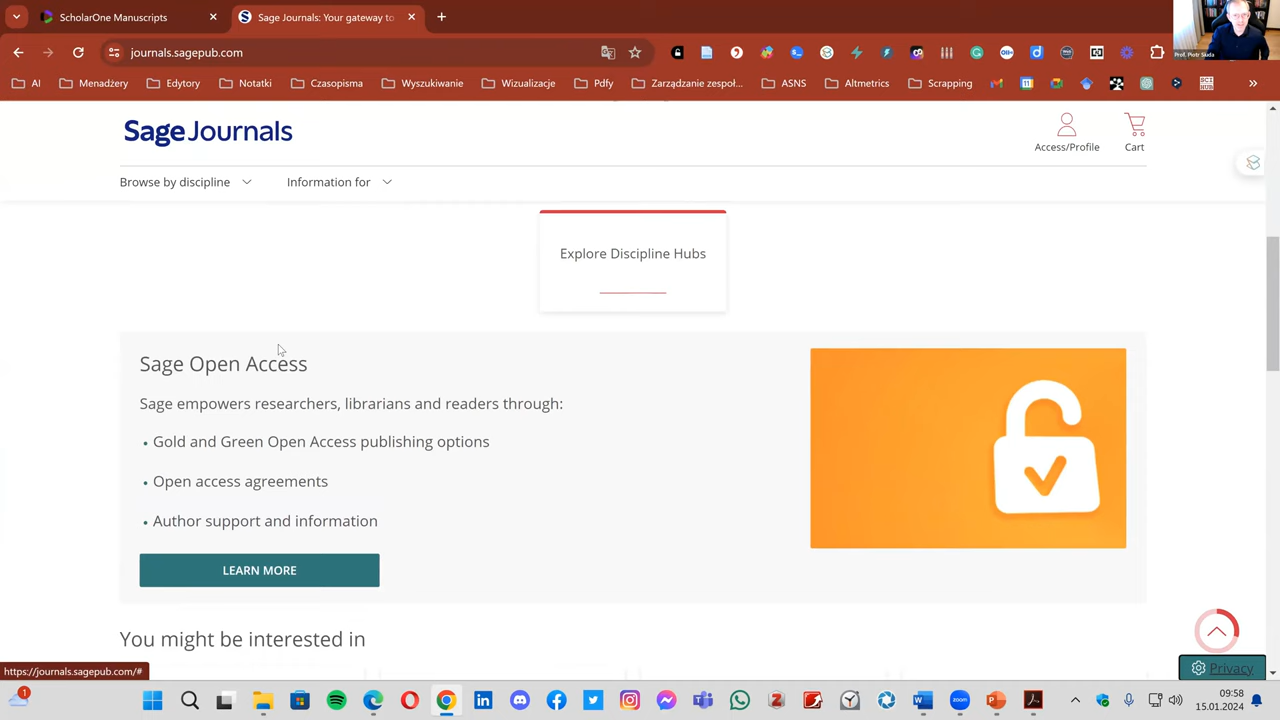 ScholarOne Manuscripts
Sage Journals: Your gateway to
journals.sagepub.com
AI
Menadżery
Edytory
Notatki
Czasopisma
Wyszukiwanie
Wizualizacje
Pdfy
Zarządzanie zespoł...
ASNS
Altmetrics
Scrapping
Prof. Piotr Siuda
Sage Journals
Access/Profile
Cart
Browse by discipline
Information for
Explore Discipline Hubs
Sage Open Access
Sage empowers researchers, librarians and readers through:
• Gold and Green Open Access publishing options
• Open access agreements
• Author support and information
LEARN MORE
You might be interested in
https://journals.sagepub.com/#
Privacy
1
09:58
15.01.2024